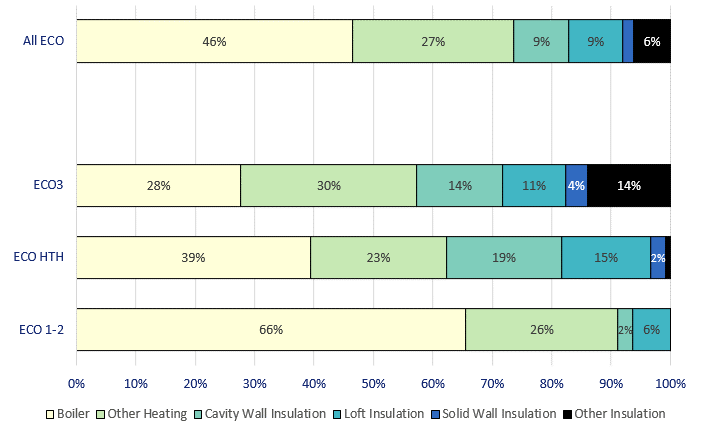 All ECO 46% 27% 9% 9% 6%
ECO3 28% 30% 14% 11% 4% 14%
ECO HTH 39% 23% 19% 15% 2%
ECO 1-2 66% 26% 2% 6%
0% 10% 20% 30% 40% 50% 60% 70% 80% 90% 100%
Boiler Other Heating Cavity Wall Insulation Loft Insulation Solid Wall Insulation Other Insulation